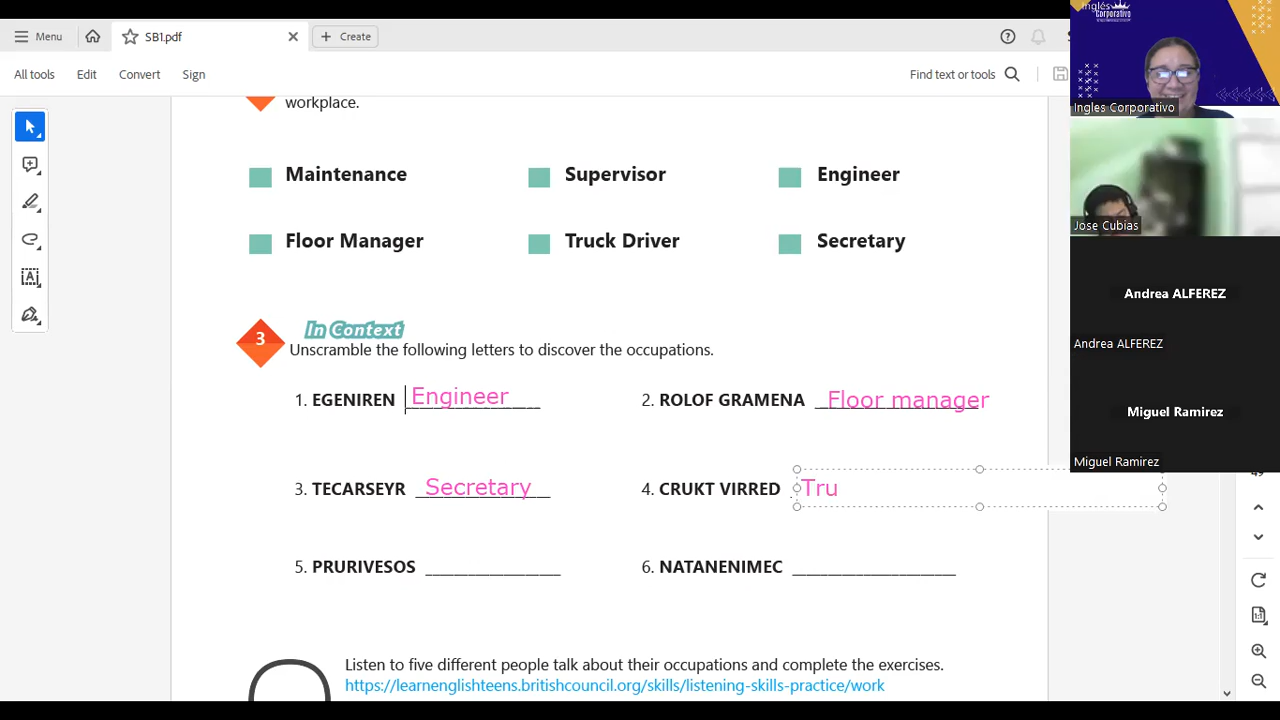 Menu
SB1.pdf
Create
All tools
Edit
Convert
Sign
Find text or tools
workplace.
Maintenance
Supervisor
Engineer
Floor Manager
Truck Driver
Secretary
3
In Context
Unscramble the following letters to discover the occupations.
1. EGENIREN Engineer
2. ROLOF GRAMENA Floor manager
3. TECARSEYR Secretary
4. CRUKT VIRRED Tru
5. PRURIVESOS
6. NATANENIMEC
Listen to five different people talk about their occupations and complete the exercises.
https://learnenglishteens.britishcouncil.org/skills/listening-skills-practice/work
Inglés
corporativo
Ingles Corporativo
Jose Cubias
Andrea ALFEREZ
Andrea ALFEREZ
Miguel Ramirez
Miguel Ramirez